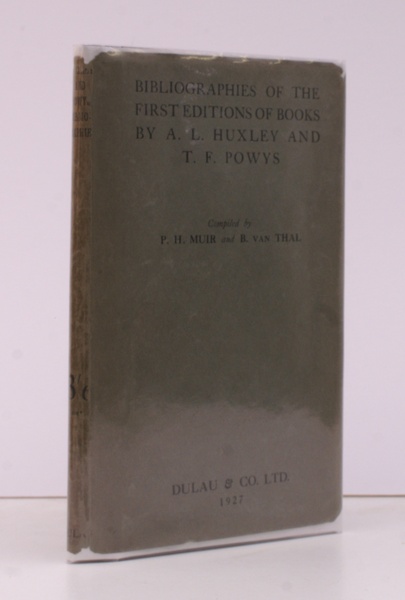 BIBLIOGRAPHIES OF THE
FIRST EDITIONS OF BOOKS
BY A. L. HUXLEY AND
T. F. POWYS
Compiled by
P. H. MUIR and B. VAN THAL
DULAU & CO. LTD.
1927